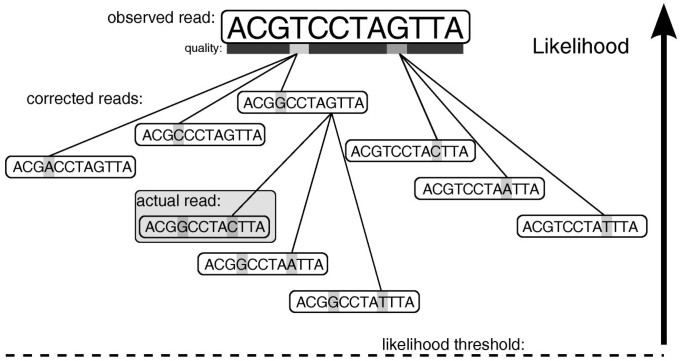 observed read:
ACGTCCTAGTTA
quality:
Likelihood
corrected reads:
ACGGCCTAGTTA
ACGCCCTAGTTA
ACGTCCTACTTA
ACGACCTAGTTA
ACGTCCTAATTA
actual read:
ACGGCCTACTTA
ACGTCCTATTTA
ACGGCCTAATTA
ACGGCCTATTTA
likelihood threshold: